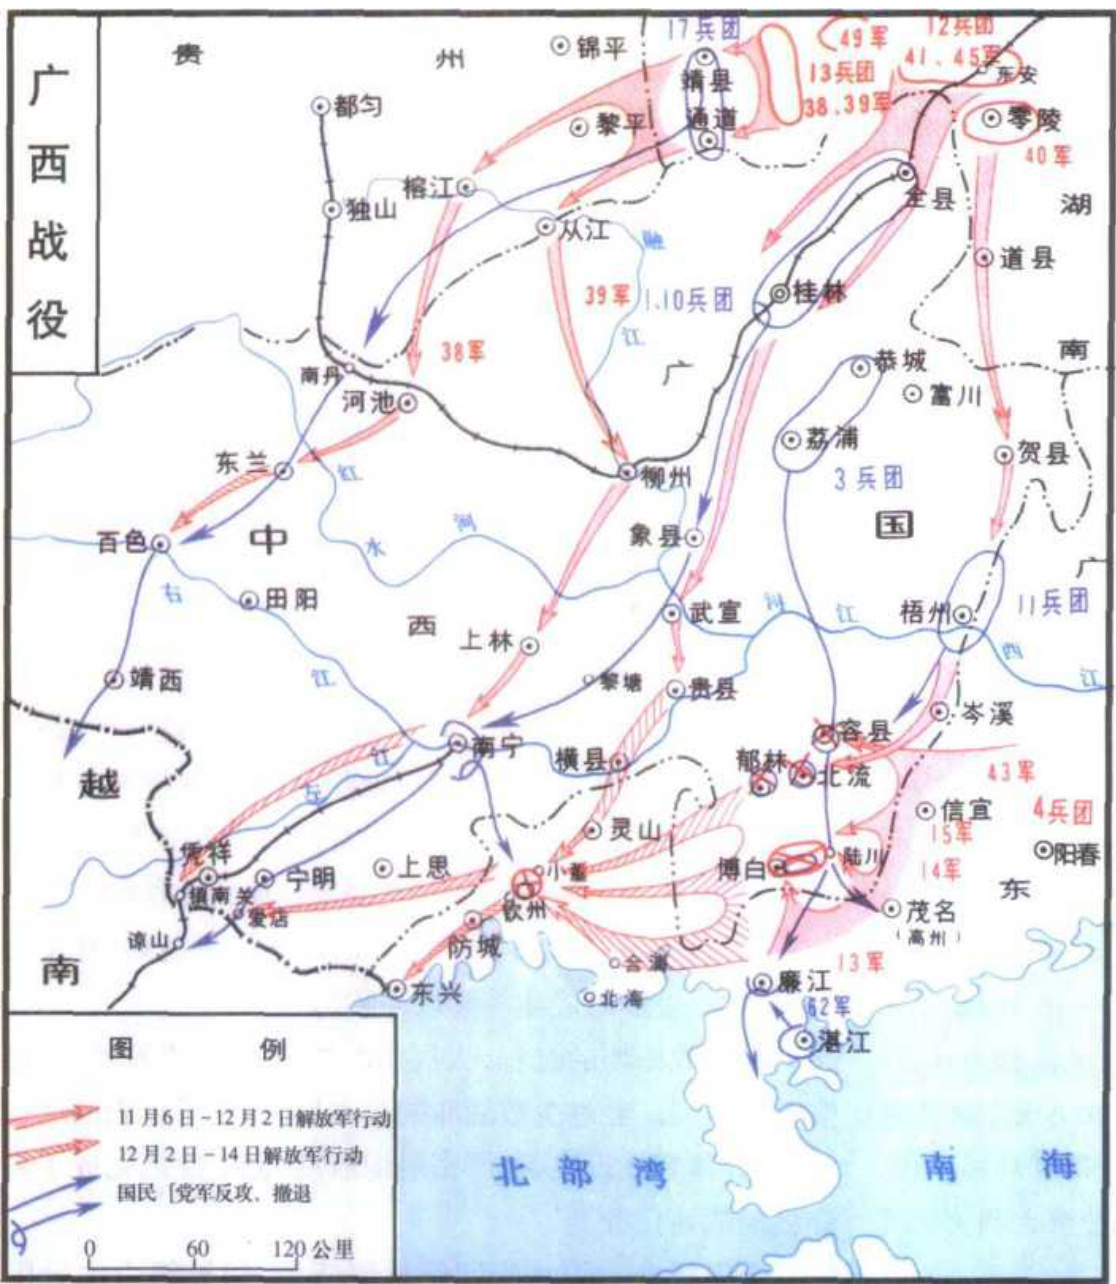 广西战役
贵州
锦平
17兵团
靖县
通道
49军
12兵团
41、45军
13兵团
38.39军
东安
零陵
40军
都匀
黎平
榕江
独山
从江
融
江
全县
湖
道县
39军
1.10兵团
桂林
南
38军
南丹
河池
广
恭城
富川
荔浦
贺县
东兰
红
柳州
3兵团
百色
中
水
河
象县
国
广
右
田阳
西
上林
武宣
河
江
梧州
11兵团
西
江
靖西
江
黎塘
贵县
岑溪
越
南宁
江
左
横县
容县
郁林
北流
43军
信宣
4兵团
15军
阳春
灵山
凭祥
镇南关
宁明
上思
小董
博白
陆川
14军
东
爱店
钦州
茂名
(高州)
谅山
防城
南
东兴
北海
13军
廉江
62军
湛江
图例
11月6日-12月2日解放军行动
12月2日-14日解放军行动
国民[党军反攻、撤退
0 60 120公里
北部湾
南海